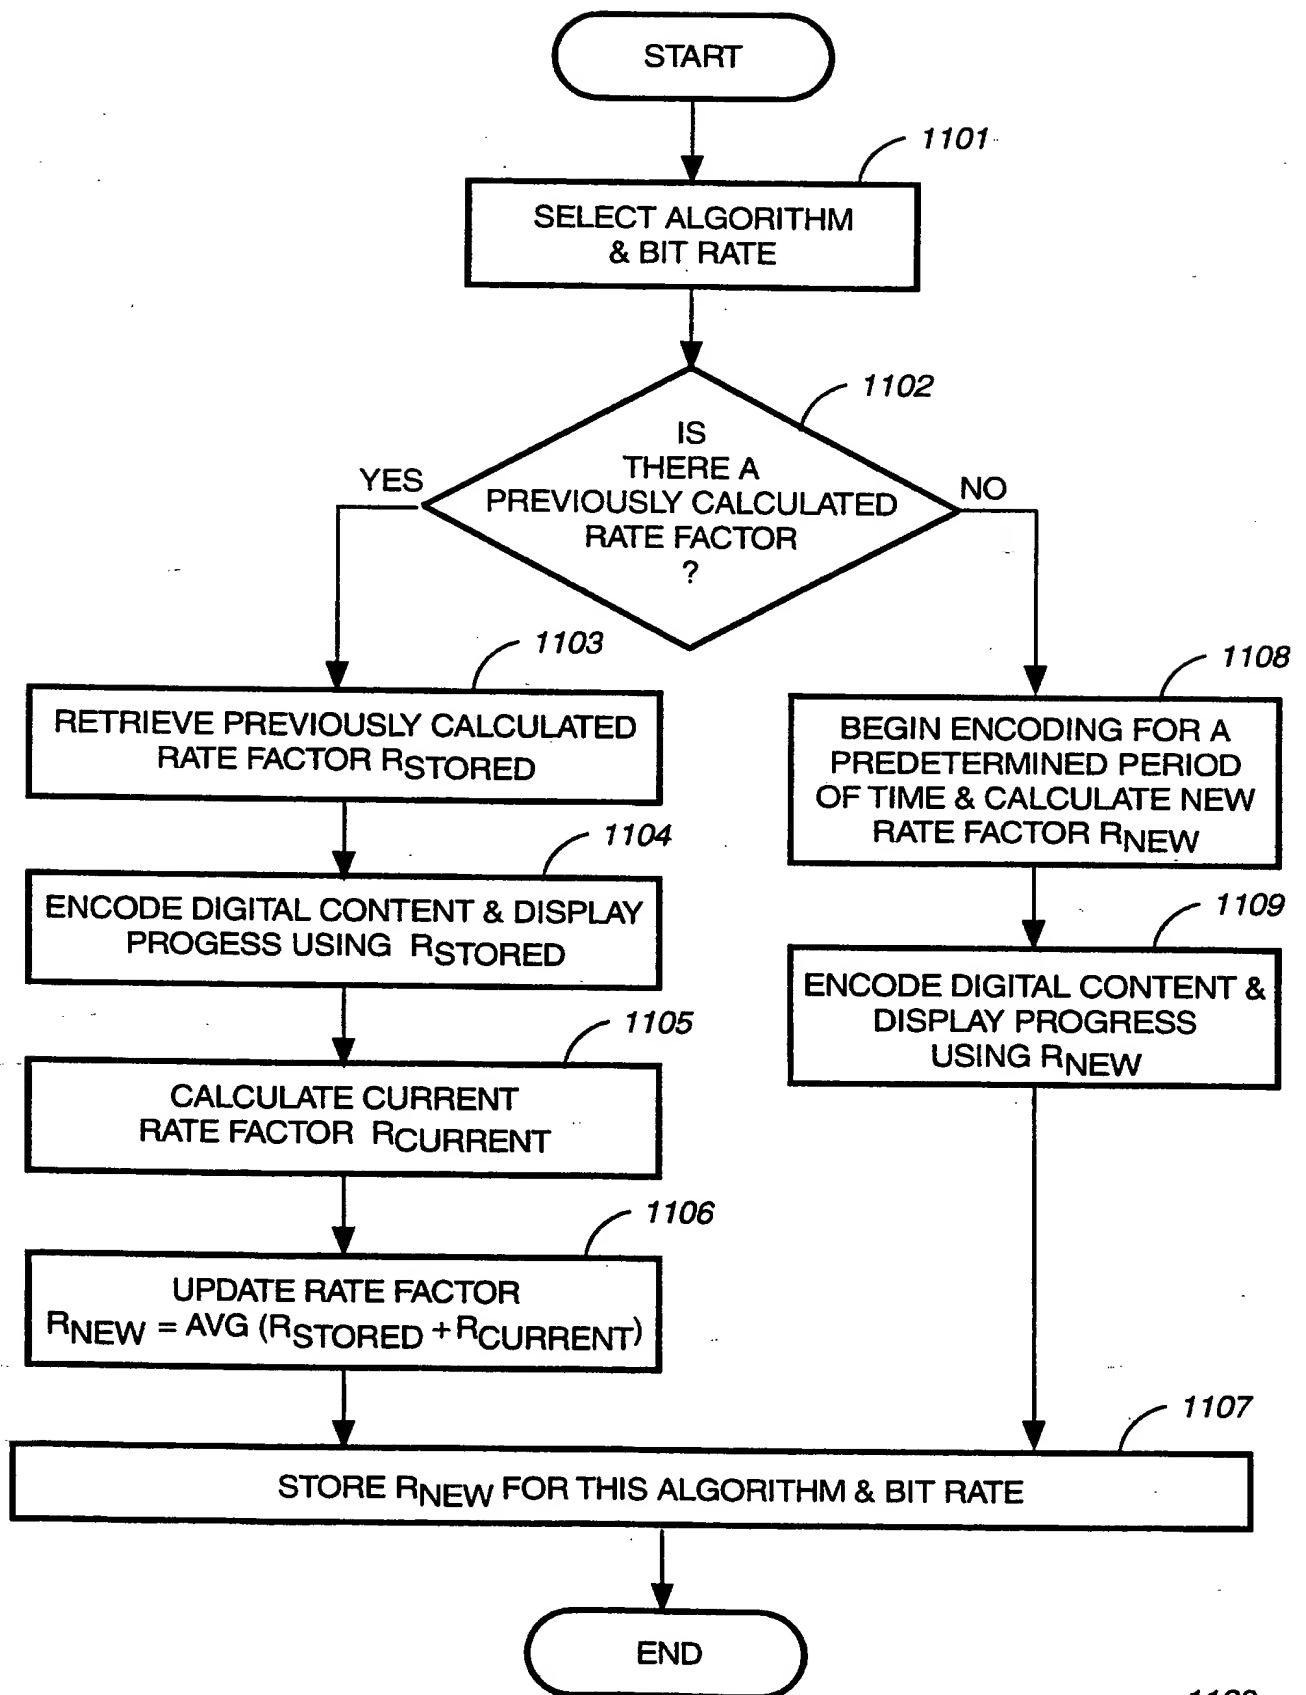 START
1101
SELECT ALGORITHM
& BIT RATE
1102
IS
THERE A
PREVIOUSLY CALCULATED
RATE FACTOR
?
YES
NO
1103
RETRIEVE PREVIOUSLY CALCULATED
RATE FACTOR RSTORED
1104
ENCODE DIGITAL CONTENT & DISPLAY
PROGESS USING RSTORED
1105
CALCULATE CURRENT
RATE FACTOR RCURRENT
1106
UPDATE RATE FACTOR
RNEW = AVG (RSTORED + RCURRENT)
1108
BEGIN ENCODING FOR A
PREDETERMINED PERIOD
OF TIME & CALCULATE NEW
RATE FACTOR RNEW
1109
ENCODE DIGITAL CONTENT &
DISPLAY PROGRESS
USING RNEW
1107
STORE RNEW FOR THIS ALGORITHM & BIT RATE
END